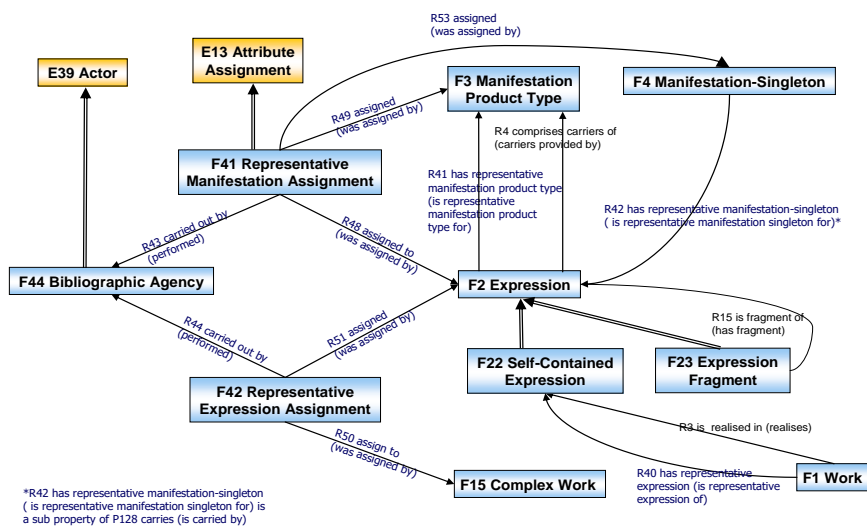 R53 assigned
(was assigned by)
E39 Actor
E13 Attribute
Assignment
F3 Manifestation
Product Type
F4 Manifestation-Singleton
R49 assigned
(was assigned by)
R4 comprises carriers of
(carriers provided by)
F41 Representative
Manifestation Assignment
R41 has representative
manifestation product type
(is representative
manifestation product
type for)
R42 has representative manifestation-singleton
( is representative manifestation singleton for)*
R43 carried out by
(performed)
R48 assigned to
(was assigned by)
F44 Bibliographic Agency
F2 Expression
R44 carried out by
(performed)
R51 assigned
(was assigned by)
R15 is fragment of
(has fragment)
F22 Self-Contained
Expression
F23 Expression
Fragment
F42 Representative
Expression Assignment
R3 is realised in (realises)
R50 assign to
(was assigned by)
R40 has representative
expression (is representative
expression of)
F15 Complex Work
F1 Work
*R42 has representative manifestation-singleton
( is representative manifestation singleton for) is
a sub property of P128 carries (is carried by)